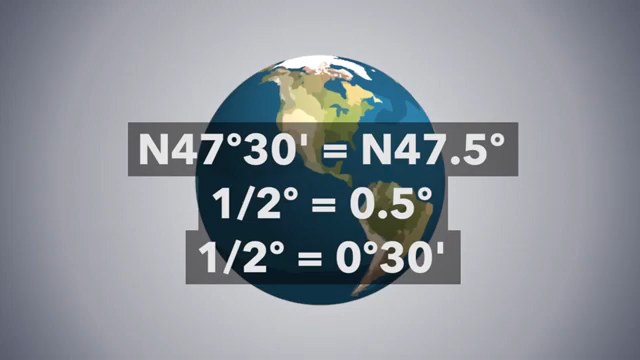 N47°30' = N47.5°
1/2° = 0.5°
1/2° = 0°30'